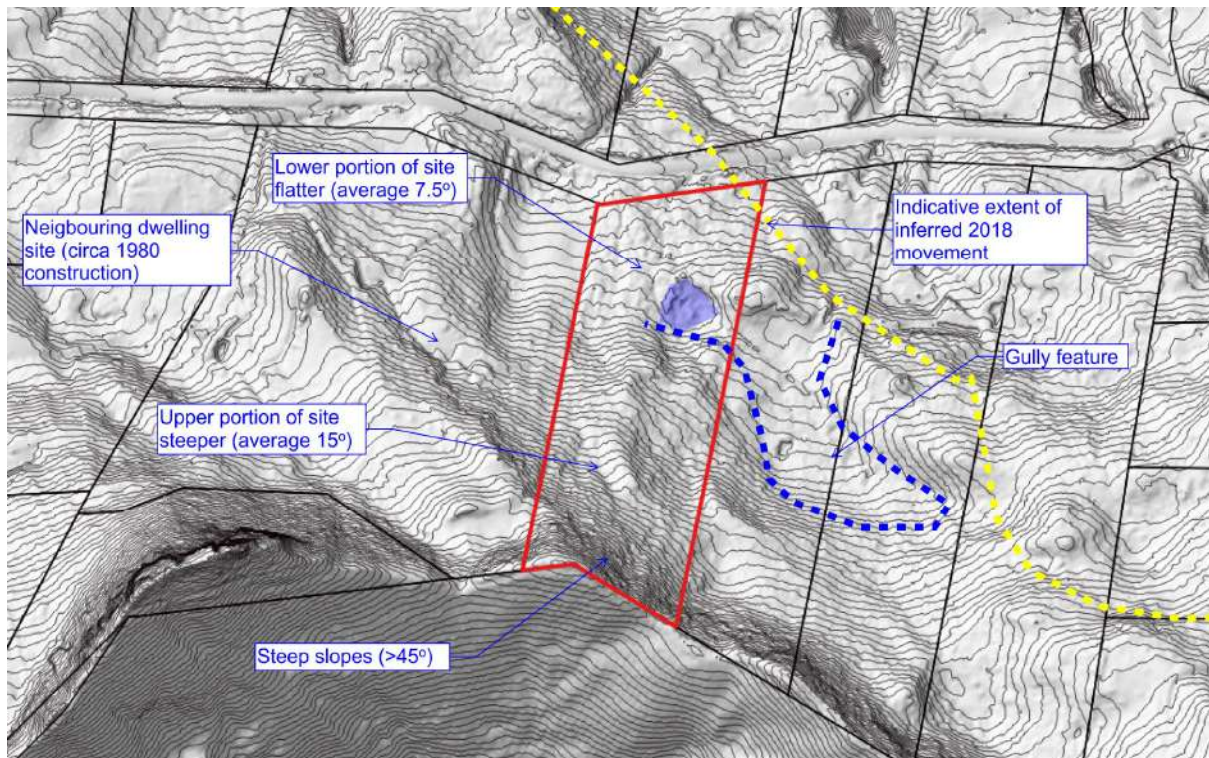 Lower portion of site
flatter (average 7.5º)
Neigbouring dwelling
site (circa 1980
construction)
Indicative extent of
inferred 2018
movement
Gully feature
Upper portion of site
steeper (average 15º)
Steep slopes (>45º)